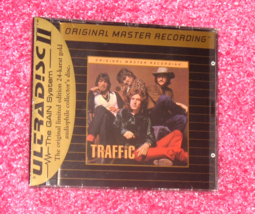 ORIGINAL MASTER RECORDING
ULTRADISC II
The GAIN System
The original limited edition 24-karat gold
audiophile collector's disc.
ORIGINAL MASTER RECORDING
TRAFFiC